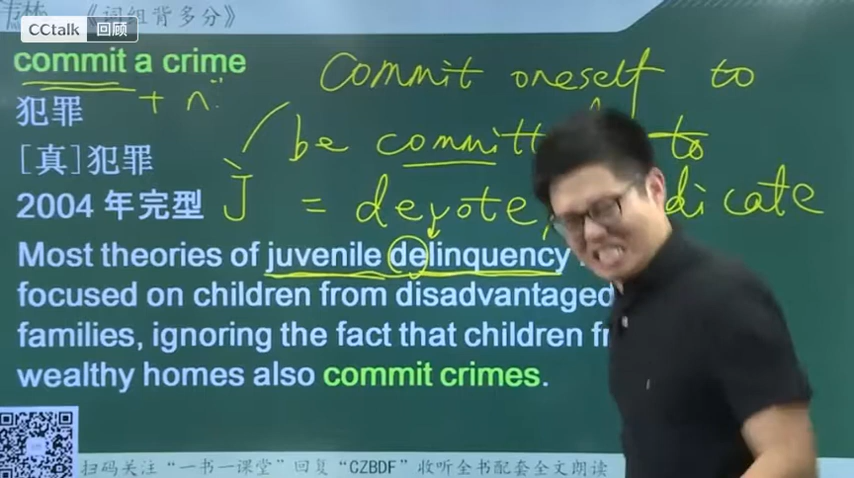 《词组背多分》
CCtalk 回顾
commit a crime
+ n.
Commit oneself to
犯罪
be committ to
[真]犯罪
2004 年完型
J = devote, dicate
Most theories of juvenile delinquency
focused on children from disadvantaged
families, ignoring the fact that children fr
wealthy homes also commit crimes.
扫码关注“一书一课堂”回复“CZBDF”收听全书配套全文朗读